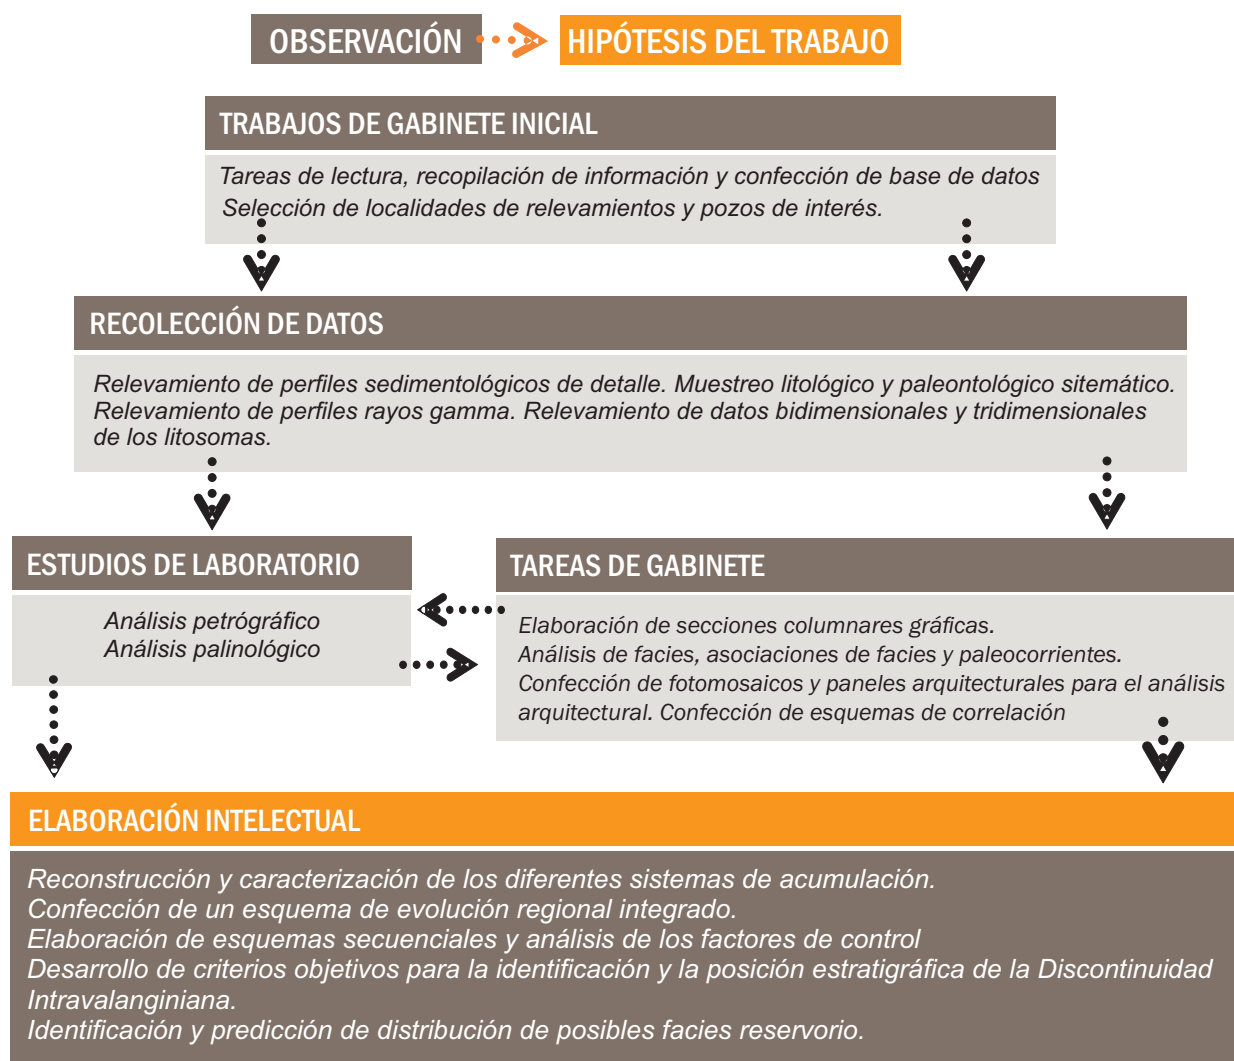 OBSERVACIÓN
HIPÓTESIS DEL TRABAJO
TRABAJOS DE GABINETE INICIAL
Tareas de lectura, recopilación de información y confección de base de datos
Selección de localidades de relevamientos y pozos de interés.
RECOLECCIÓN DE DATOS
Relevamiento de perfiles sedimentológicos de detalle. Muestreo litológico y paleontológico sitemático.
Relevamiento de perfiles rayos gamma. Relevamiento de datos bidimensionales y tridimensionales
de los litosomas.
ESTUDIOS DE LABORATORIO
Análisis petrógráfico
Análisis palinológico
TAREAS DE GABINETE
Elaboración de secciones columnares gráficas.
Análisis de facies, asociaciones de facies y paleocorrientes.
Confección de fotomosaicos y paneles arquitecturales para el análisis
arquitectural. Confección de esquemas de correlación
ELABORACIÓN INTELECTUAL
Reconstrucción y caracterización de los diferentes sistemas de acumulación.
Confección de un esquema de evolución regional integrado.
Elaboración de esquemas secuenciales y análisis de los factores de control
Desarrollo de criterios objetivos para la identificación y la posición estratigráfica de la Discontinuidad
Intravalanginiana.
Identificación y predicción de distribución de posibles facies reservorio.